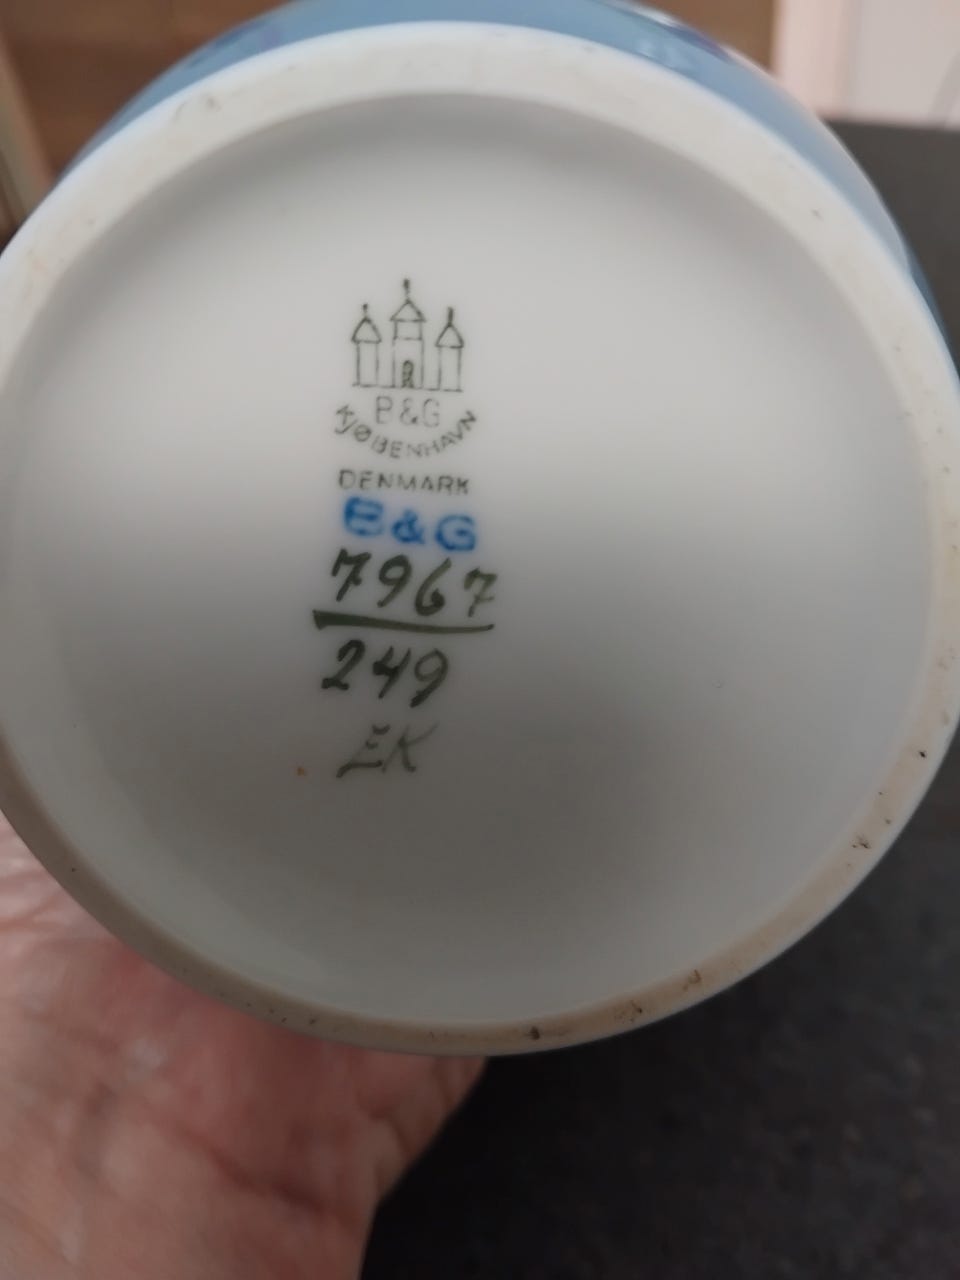 B&G
KJØBENHAVN
DENMARK
B&G
7967
249
EK